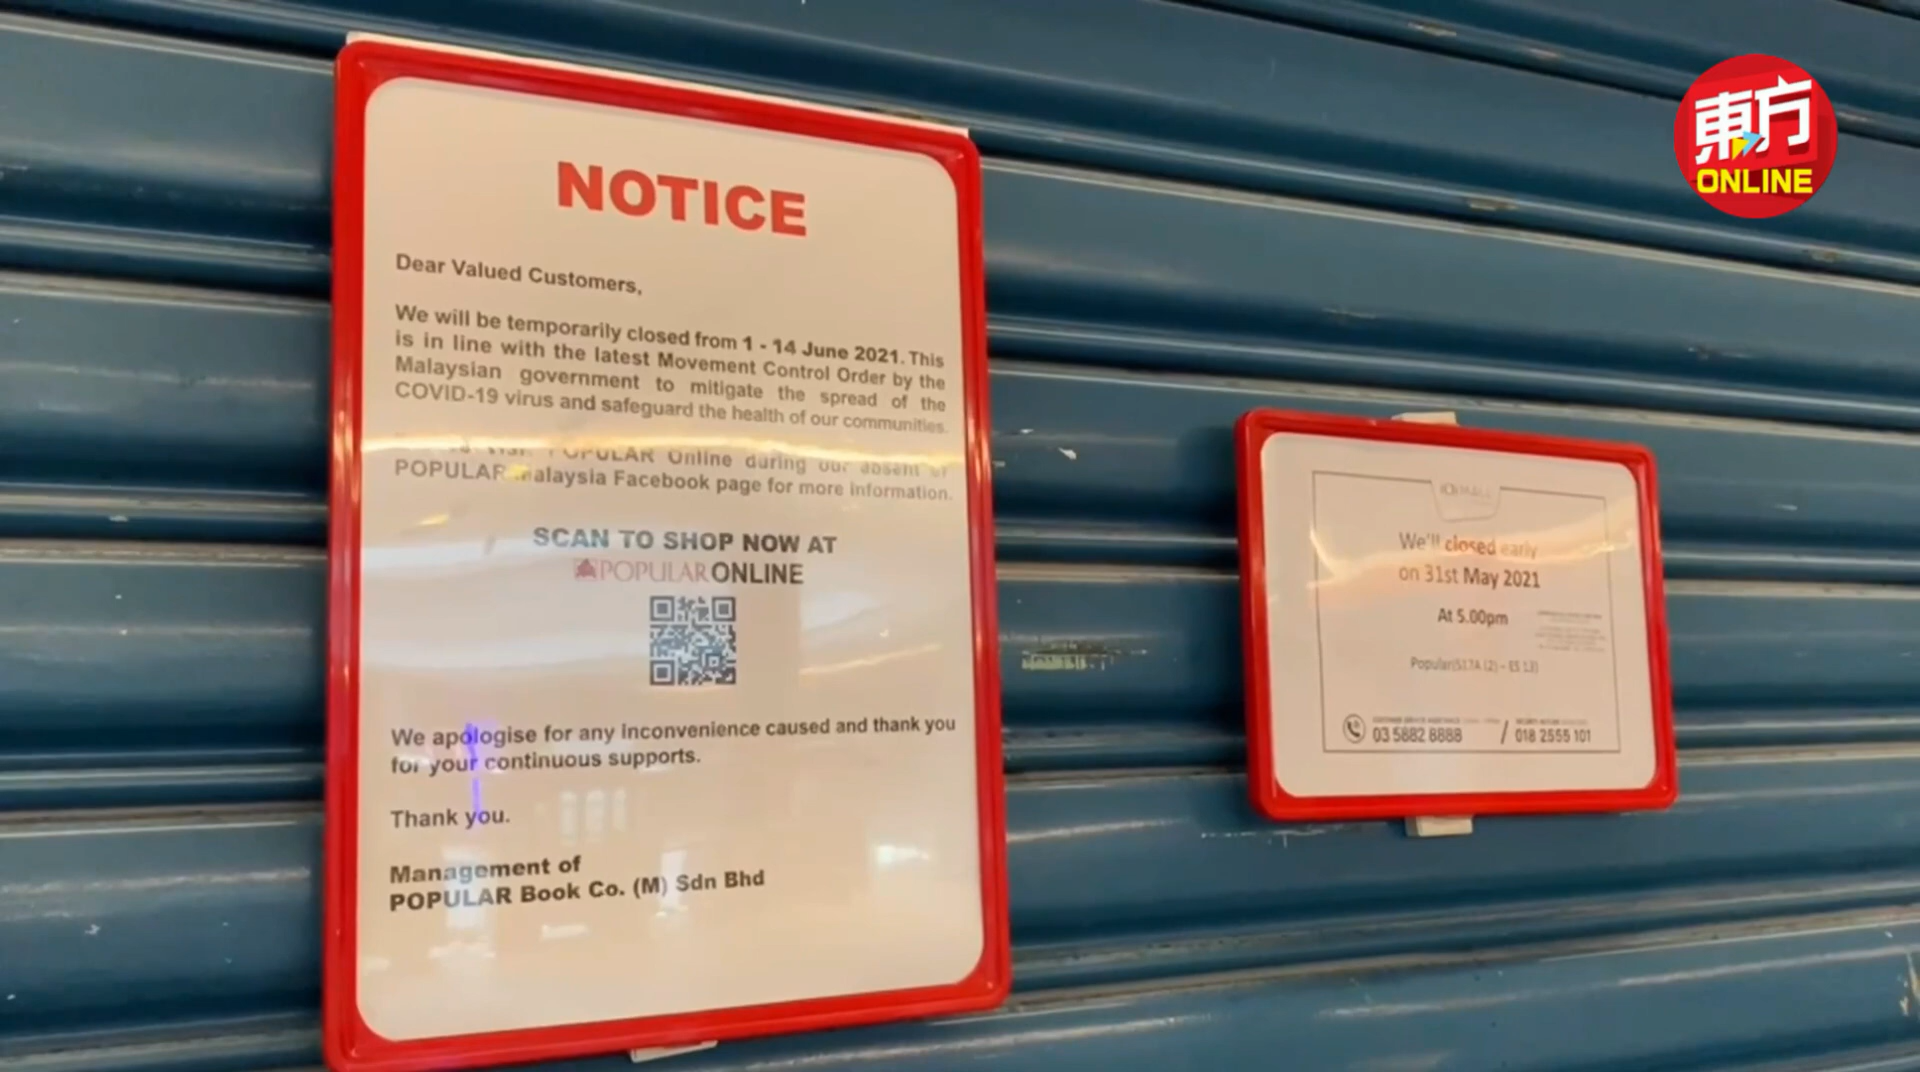 NOTICE
Dear Valued Customers,
We will be temporarily closed from 1 - 14 June 2021. This
is in line with the latest Movement Control Order by the
Malaysian government to mitigate the spread of the
COVID-19 virus and safeguard the health of our communities.
POPULAR Online during our absent or
POPULAR Malaysia Facebook page for more information.
SCAN TO SHOP NOW AT
POPULAR ONLINE
We apologise for any inconvenience caused and thank you
for your continuous supports.
Thank you.
Management of
POPULAR Book Co. (M) Sdn Bhd
We'll closed early
on 31st May 2021
At 5.00pm
03 5882 8888 / 018 2555 101
東方
ONLINE